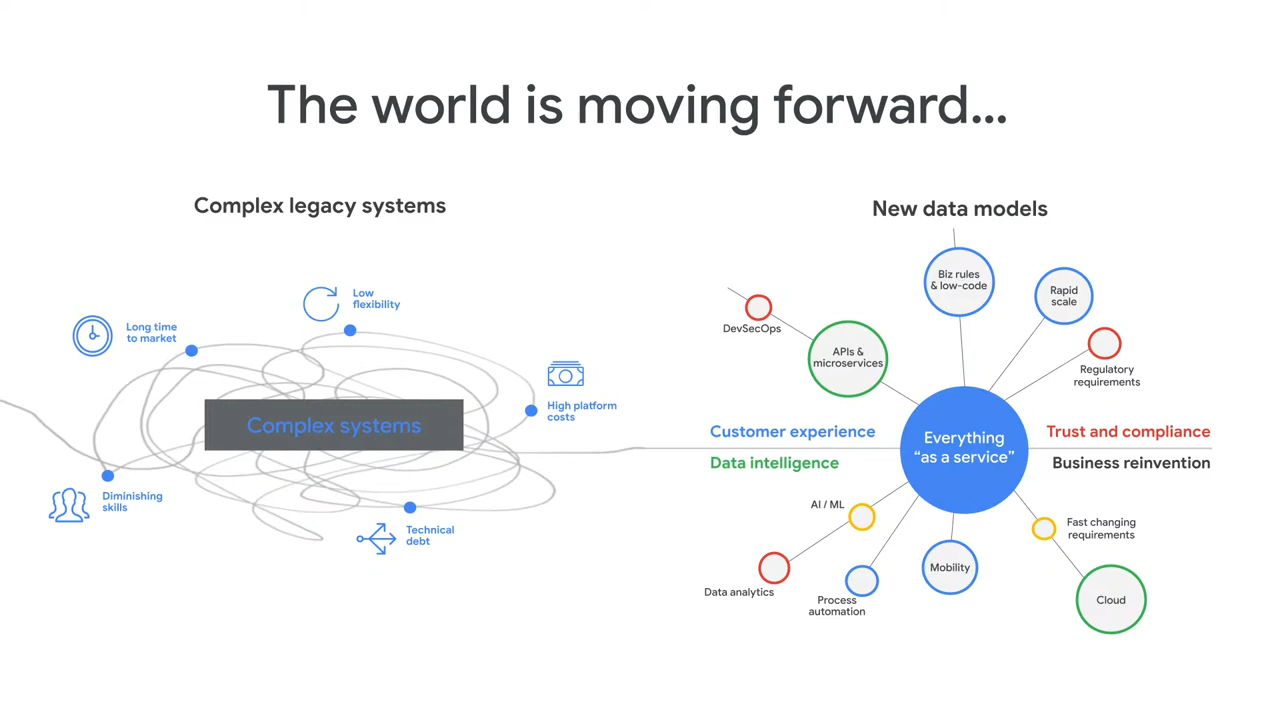 The world is moving forward...
Complex legacy systems
Low
flexibility
Long time
to market
High platform
costs
Complex systems
Diminishing
skills
Technical
debt
New data models
Biz rules
& low-code
Rapid
scale
DevSecOps
APIs &
microservices
Regulatory
requirements
Customer experience
Data intelligence
Everything
“as a service”
Trust and compliance
Business reinvention
AI / ML
Data analytics
Process
automation
Mobility
Fast changing
requirements
Cloud